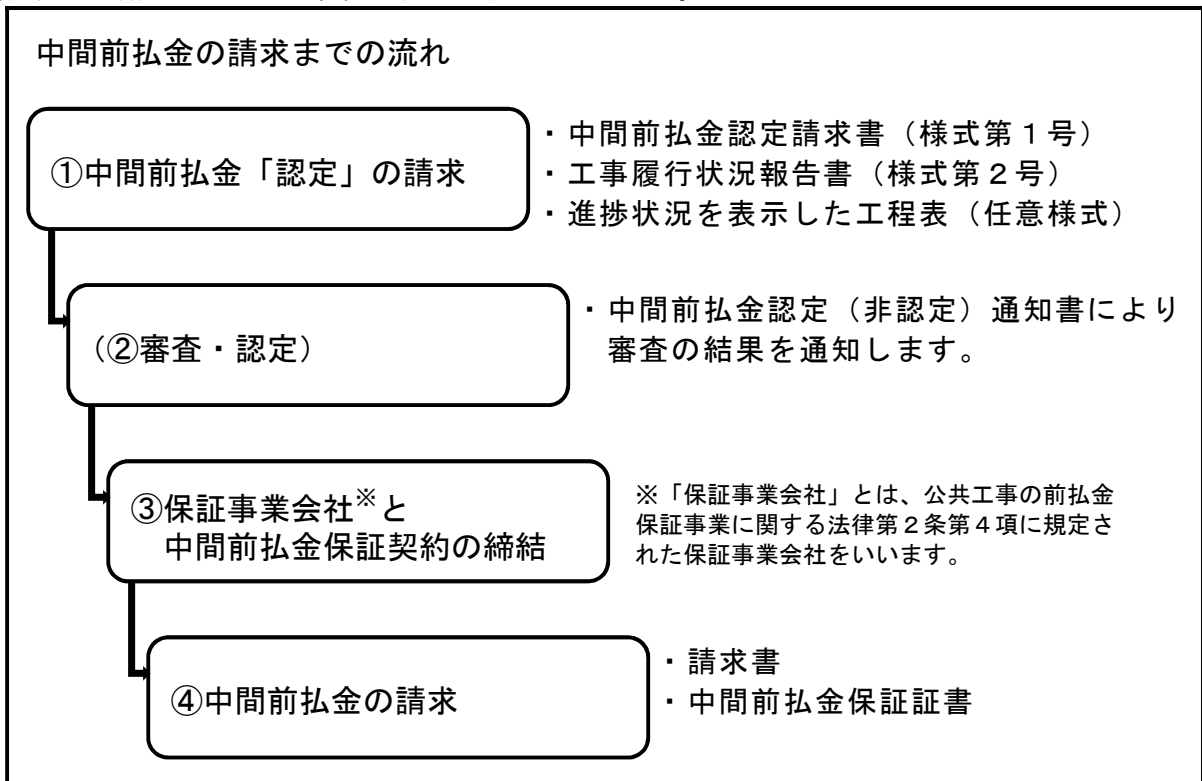 中間前払金の請求までの流れ
①中間前払金「認定」の請求
・中間前払金認定請求書（様式第１号）
・工事履行状況報告書（様式第２号）
・進捗状況を表示した工程表（任意様式）
（②審査・認定）
・中間前払金認定（非認定）通知書により
審査の結果を通知します。
③保証事業会社※と
中間前払金保証契約の締結
※「保証事業会社」とは、公共工事の前払金
保証事業に関する法律第２条第４項に規定さ
れた保証事業会社をいいます。
④中間前払金の請求
・請求書
・中間前払金保証証書